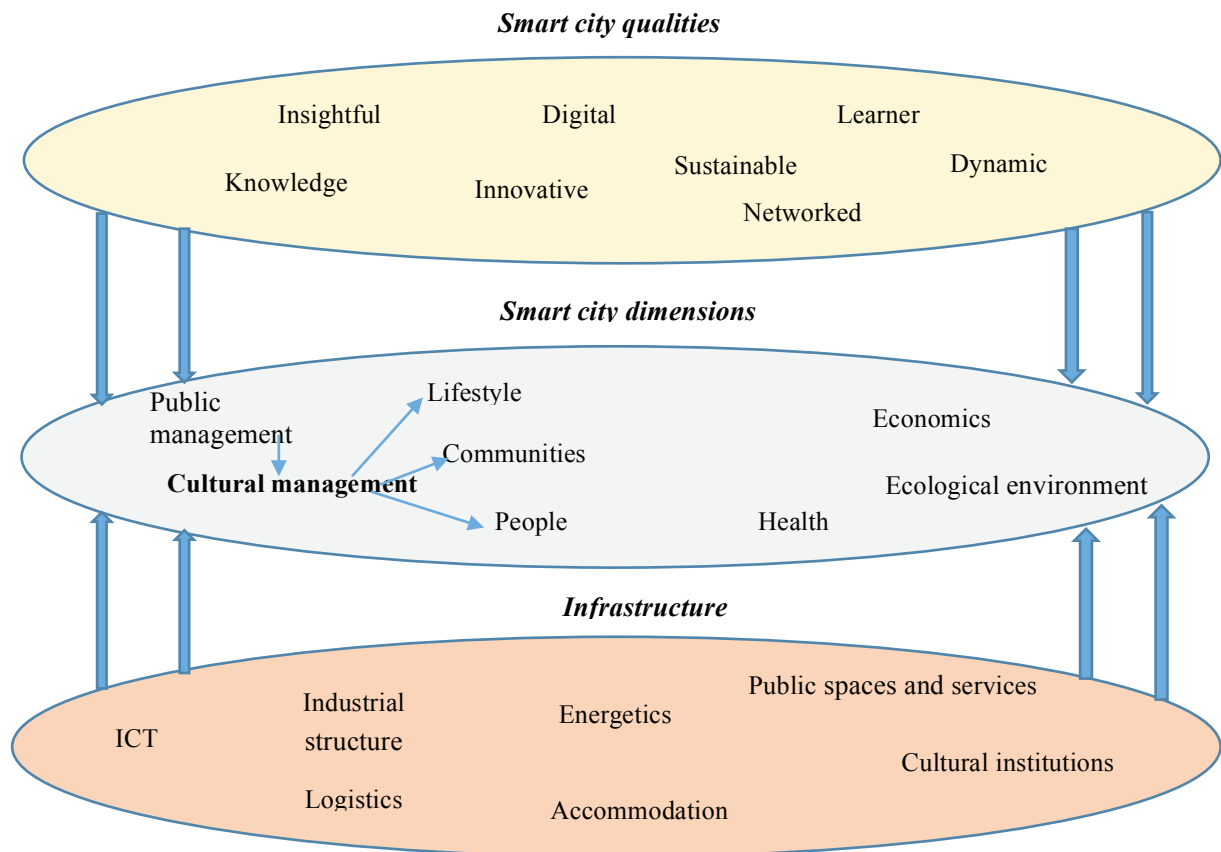 Smart city qualities
Insightful
Digital
Learner
Knowledge
Innovative
Sustainable
Dynamic
Networked
Smart city dimensions
Public
management
Cultural management
Lifestyle
Communities
People
Economics
Ecological environment
Health
Infrastructure
ICT
Industrial
structure
Logistics
Energetics
Accommodation
Public spaces and services
Cultural institutions